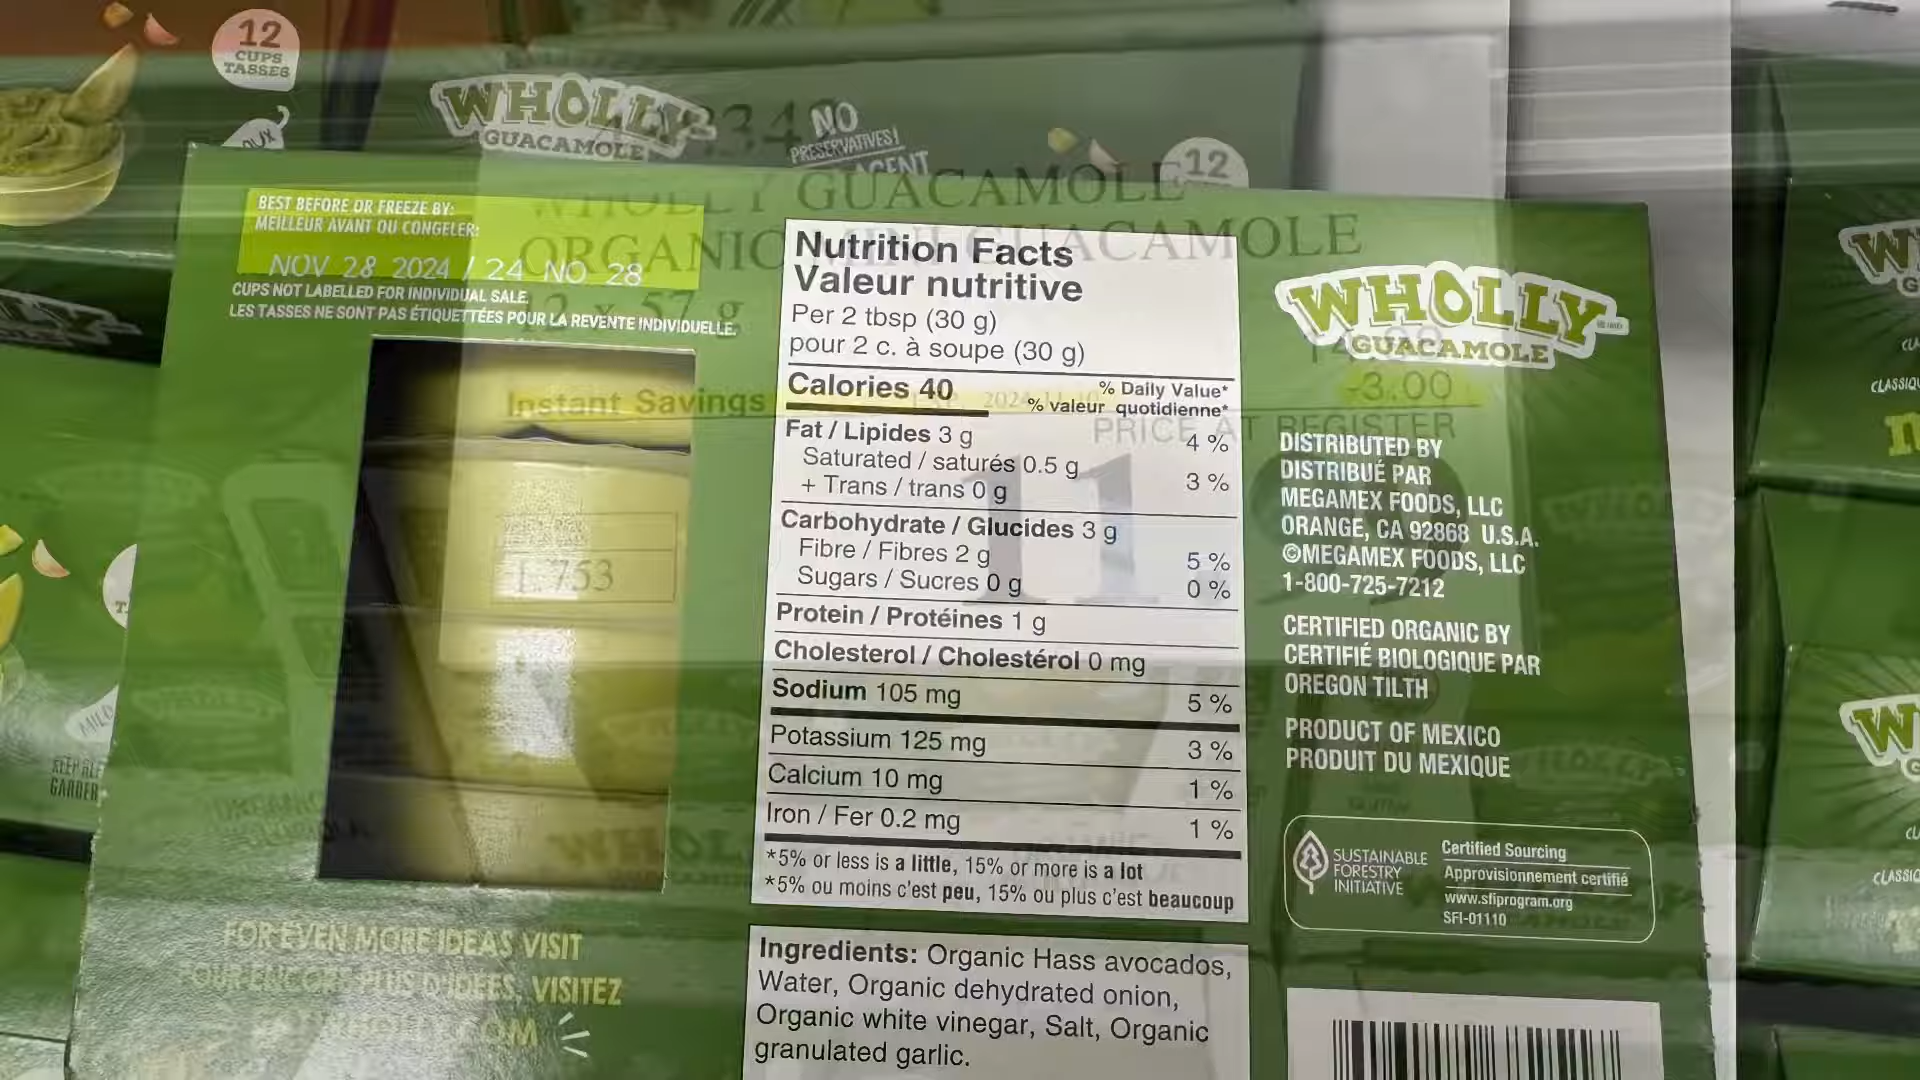 12
CUPS
TASSES
WHOLLY
GUACAMOLE
NO
PRESERVATIVES!
12
WHOLLY GUACAMOLE
ORGANIC MINI GUACAMOLE
12 x 57 g
Instant Savings
2024
-3.00
PRICE AT REGISTER
11.99
BEST BEFORE OR FREEZE BY:
MEILLEUR AVANT OU CONGELER:
NOV 28 2024 / 24 NO 28
CUPS NOT LABELLED FOR INDIVIDUAL SALE.
LES TASSES NE SONT PAS ÉTIQUETTÉES POUR LA REVENTE INDIVIDUELLE.
753
FOR EVEN MORE IDEAS VISIT
POUR ENCORE PLUS D'IDÉES, VISITEZ
Nutrition Facts
Valeur nutritive
Per 2 tbsp (30 g)
pour 2 c. à soupe (30 g)
Calories 40
% Daily Value*
% valeur quotidienne*
Fat / Lipides 3 g 4 %
Saturated / saturés 0.5 g
+ Trans / trans 0 g 3 %
Carbohydrate / Glucides 3 g
Fibre / Fibres 2 g 5 %
Sugars / Sucres 0 g 0 %
Protein / Protéines 1 g
Cholesterol / Cholestérol 0 mg
Sodium 105 mg 5 %
Potassium 125 mg 3 %
Calcium 10 mg 1 %
Iron / Fer 0.2 mg 1 %
*5% or less is a little, 15% or more is a lot
*5% ou moins c'est peu, 15% ou plus c'est beaucoup
Ingredients: Organic Hass avocados,
Water, Organic dehydrated onion,
Organic white vinegar, Salt, Organic
granulated garlic.
WHOLLY
GUACAMOLE
DISTRIBUTED BY
DISTRIBUÉ PAR
MEGAMEX FOODS, LLC
ORANGE, CA 92868 U.S.A.
©MEGAMEX FOODS, LLC
1-800-725-7212
CERTIFIED ORGANIC BY
CERTIFIÉ BIOLOGIQUE PAR
OREGON TILTH
PRODUCT OF MEXICO
PRODUIT DU MEXIQUE
SUSTAINABLE
FORESTRY
INITIATIVE
Certified Sourcing
Approvisionnement certifié
www.sfiprogram.org
SFI-01110